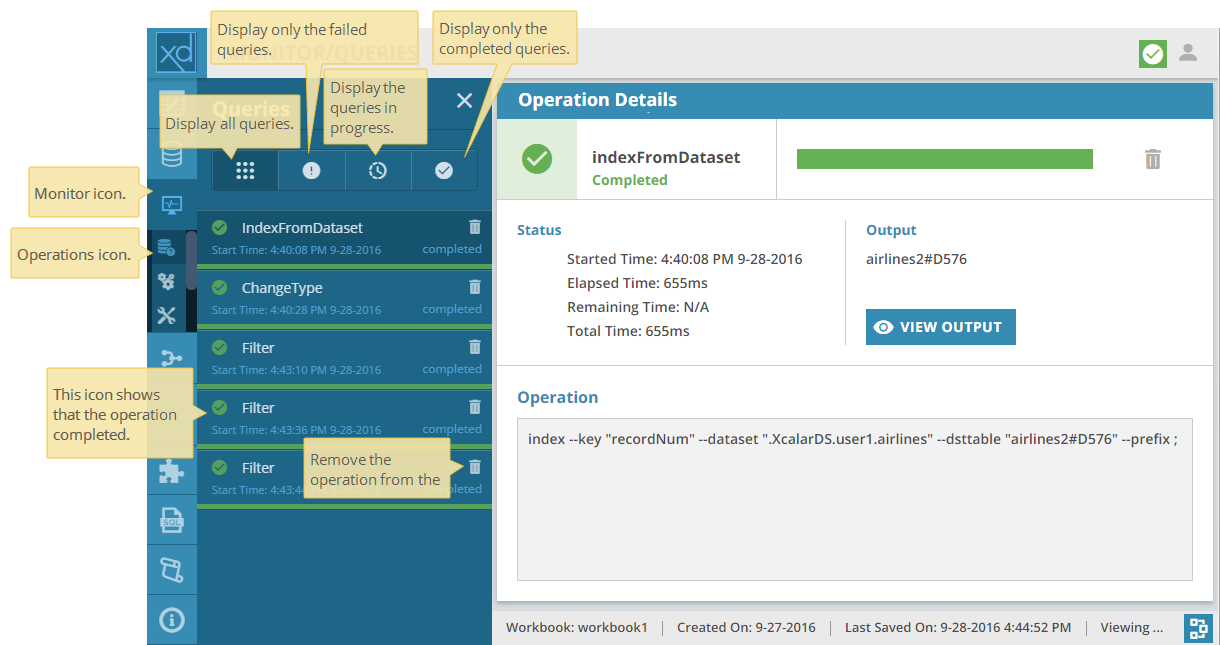 Display only the failed
queries.
Display only the
completed queries.
xd
MONITOR/QUERIES
Display the
queries in
progress.
Queries
Display all queries.
Monitor icon.
Operations icon.
IndexFromDataset
Start Time: 4:40:08 PM 9-28-2016 completed
ChangeType
Start Time: 4:40:28 PM 9-28-2016 completed
Filter
Start Time: 4:43:10 PM 9-28-2016 completed
This icon shows
that the operation
completed.
Filter
Start Time: 4:43:36 PM 9-28-2016 completed
Filter
Start Time: 4:43:44
pleted
Remove the
operation from the
SQL
Operation Details
indexFromDataset
Completed
Status
Started Time: 4:40:08 PM 9-28-2016
Elapsed Time: 655ms
Remaining Time: N/A
Total Time: 655ms
Output
airlines2#D576
VIEW OUTPUT
Operation
index --key "recordNum" --dataset ".XcalarDS.user1.airlines" --dsttable "airlines2#D576" --prefix ;
Workbook: workbook1 Created On: 9-27-2016 Last Saved On: 9-28-2016 4:44:52 PM Viewing ...